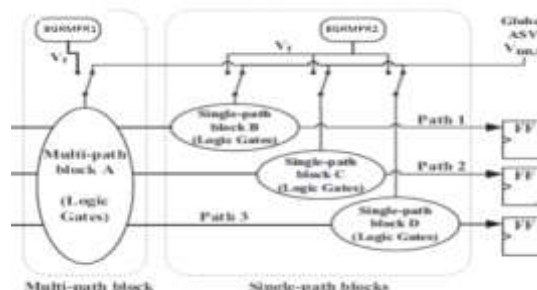 BGRMPR1
BGRMPR2
Global
ASV
V_f
V_f
Single-path
block B
(Logic Gates)
Path 1
FF
Multi-path
block A
(Logic
Gates)
Single-path
block C
(Logic Gates)
Path 2
FF
Path 3
Single-path
block D
(Logic Gates)
FF
Multi-path block
Single-path blocks